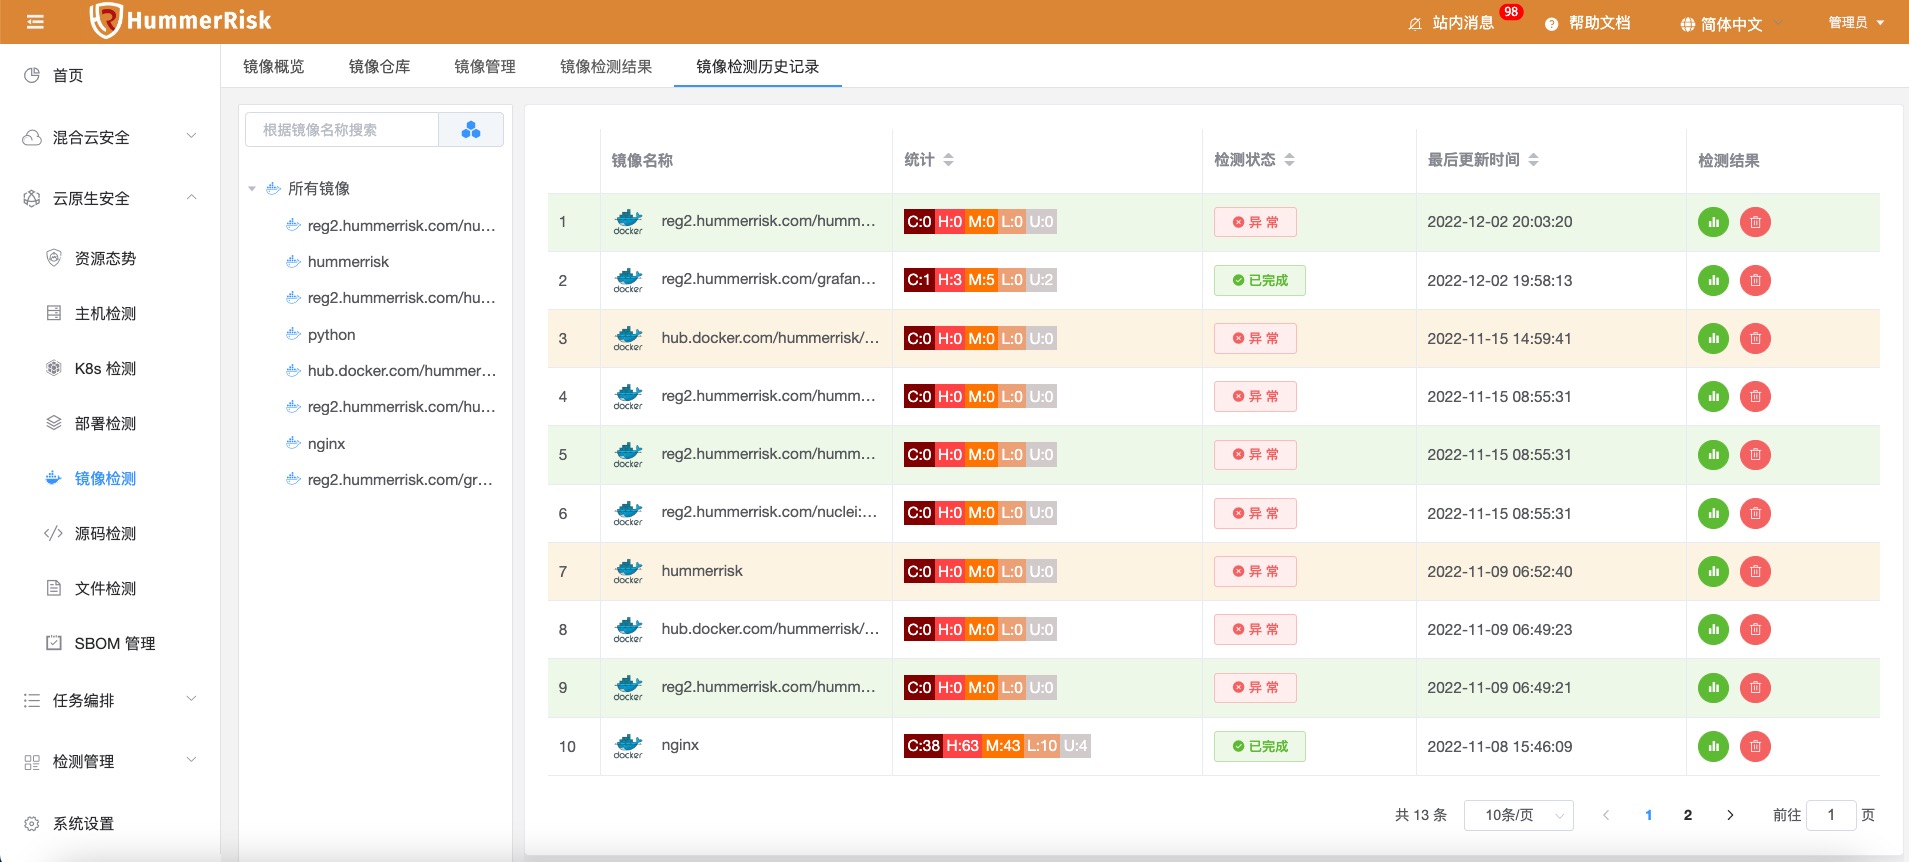 HummerRisk
站内消息 98
帮助文档
简体中文
管理员
首页
混合云安全
云原生安全
资源态势
主机检测
K8s 检测
部署检测
镜像检测
源码检测
文件检测
SBOM 管理
任务编排
检测管理
系统设置
镜像概览 镜像仓库 镜像管理 镜像检测结果 镜像检测历史记录
根据镜像名称搜索
所有镜像
reg2.hummerrisk.com/nu...
hummerrisk
reg2.hummerrisk.com/hu...
python
hub.docker.com/hummer...
reg2.hummerrisk.com/hu...
nginx
reg2.hummerrisk.com/gr...
镜像名称 统计 检测状态 最后更新时间 检测结果
1 docker reg2.hummerrisk.com/humm... C:0 H:0 M:0 L:0 U:0 异常 2022-12-02 20:03:20
2 docker reg2.hummerrisk.com/grafan... C:1 H:3 M:5 L:0 U:2 已完成 2022-12-02 19:58:13
3 docker hub.docker.com/hummerrisk/... C:0 H:0 M:0 L:0 U:0 异常 2022-11-15 14:59:41
4 docker reg2.hummerrisk.com/humm... C:0 H:0 M:0 L:0 U:0 异常 2022-11-15 08:55:31
5 docker reg2.hummerrisk.com/humm... C:0 H:0 M:0 L:0 U:0 异常 2022-11-15 08:55:31
6 docker reg2.hummerrisk.com/nuclei:... C:0 H:0 M:0 L:0 U:0 异常 2022-11-15 08:55:31
7 docker hummerrisk C:0 H:0 M:0 L:0 U:0 异常 2022-11-09 06:52:40
8 docker hub.docker.com/hummerrisk/... C:0 H:0 M:0 L:0 U:0 异常 2022-11-09 06:49:23
9 docker reg2.hummerrisk.com/humm... C:0 H:0 M:0 L:0 U:0 异常 2022-11-09 06:49:21
10 docker nginx C:38 H:63 M:43 L:10 U:4 已完成 2022-11-08 15:46:09
共 13 条 10条/页 1 2 前往 1 页